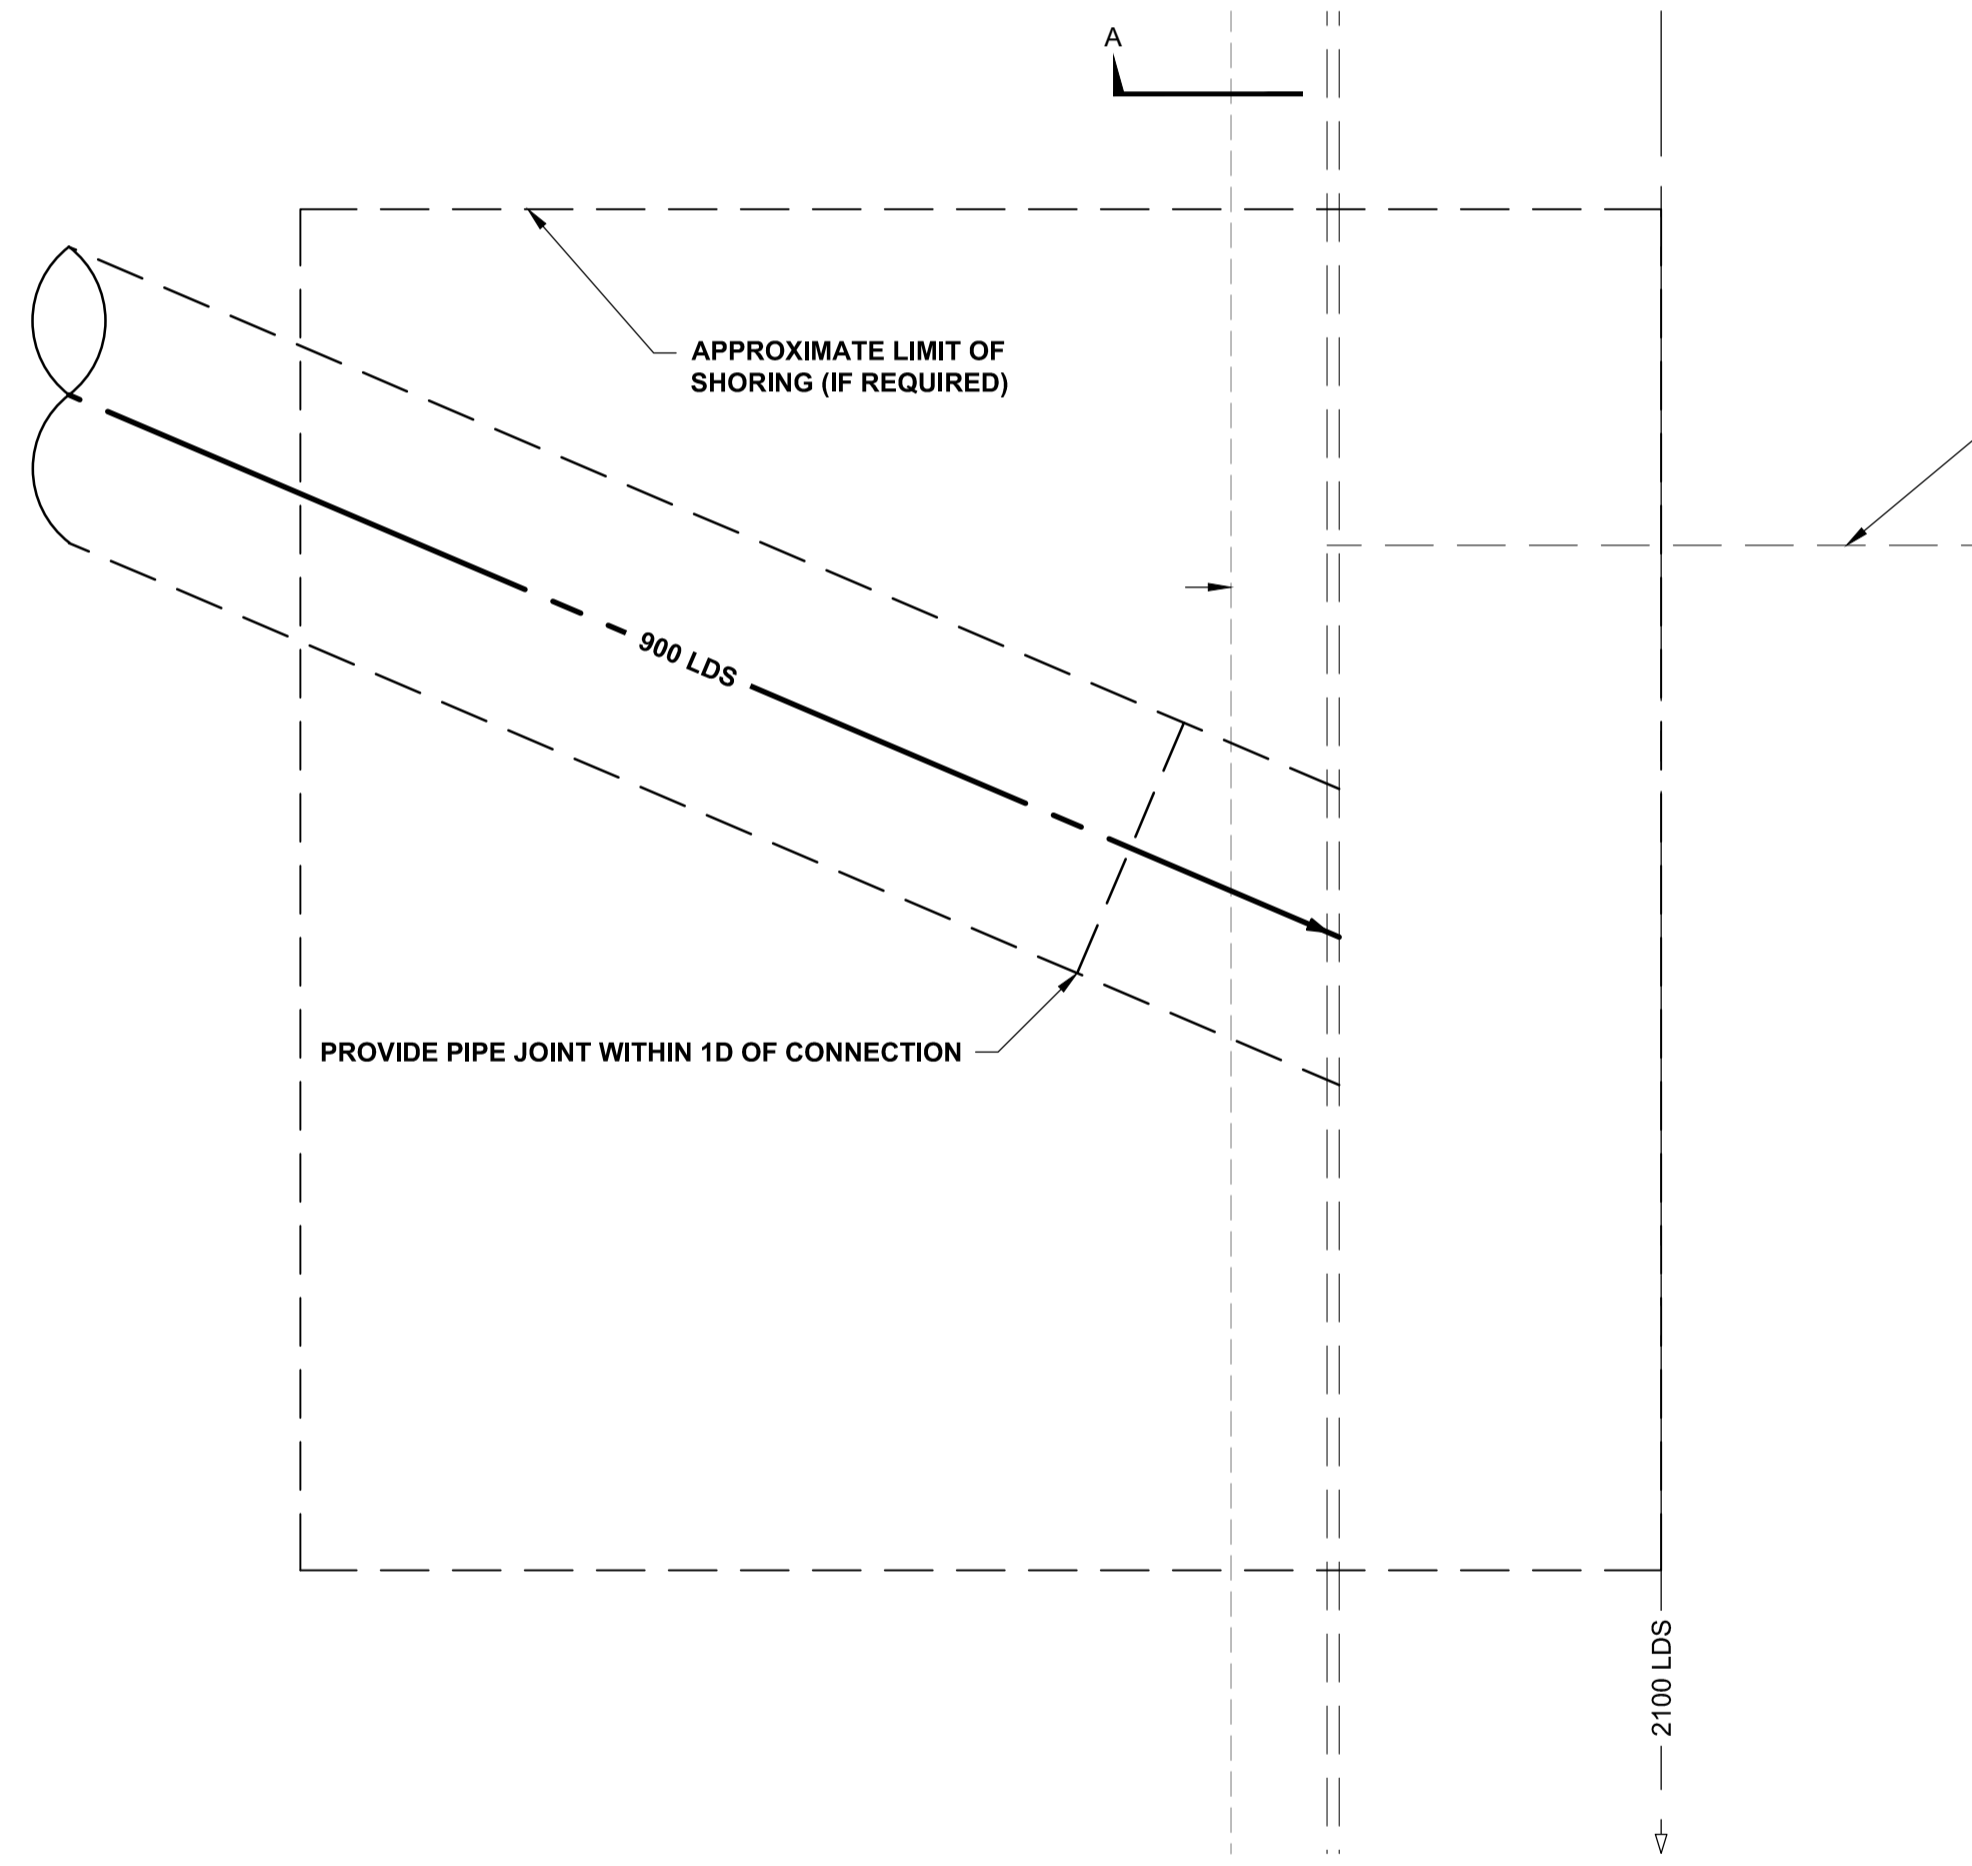 A
APPROXIMATE LIMIT OF
SHORING (IF REQUIRED)
900 LDS
PROVIDE PIPE JOINT WITHIN 1D OF CONNECTION
2100 LDS